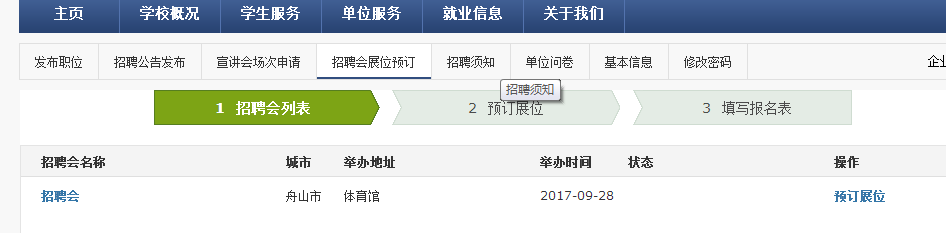 主页 学校概况 学生服务 单位服务 就业信息 关于我们
发布职位 招聘公告发布 宣讲会场次申请 招聘会展位预订 招聘须知 单位问卷 基本信息 修改密码 企业
招聘须知
1 招聘会列表 2 预订展位 3 填写报名表
招聘会名称 城市 举办地址 举办时间 状态 操作
招聘会 舟山市 体育馆 2017-09-28 预订展位